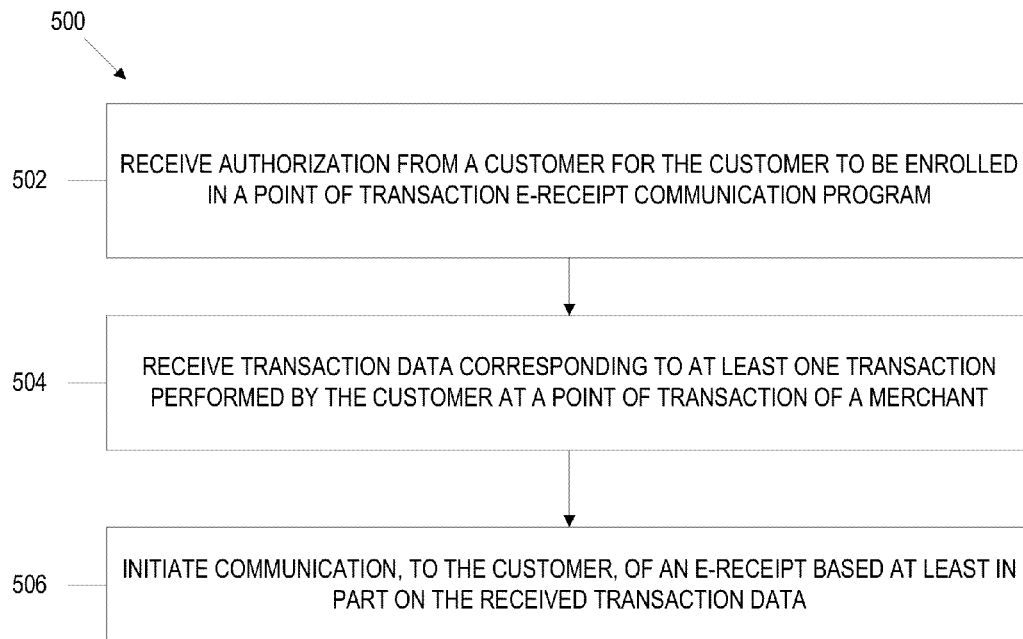 500
502
RECEIVE AUTHORIZATION FROM A CUSTOMER FOR THE CUSTOMER TO BE ENROLLED
IN A POINT OF TRANSACTION E-RECEIPT COMMUNICATION PROGRAM
504
RECEIVE TRANSACTION DATA CORRESPONDING TO AT LEAST ONE TRANSACTION
PERFORMED BY THE CUSTOMER AT A POINT OF TRANSACTION OF A MERCHANT
506
INITIATE COMMUNICATION, TO THE CUSTOMER, OF AN E-RECEIPT BASED AT LEAST IN
PART ON THE RECEIVED TRANSACTION DATA